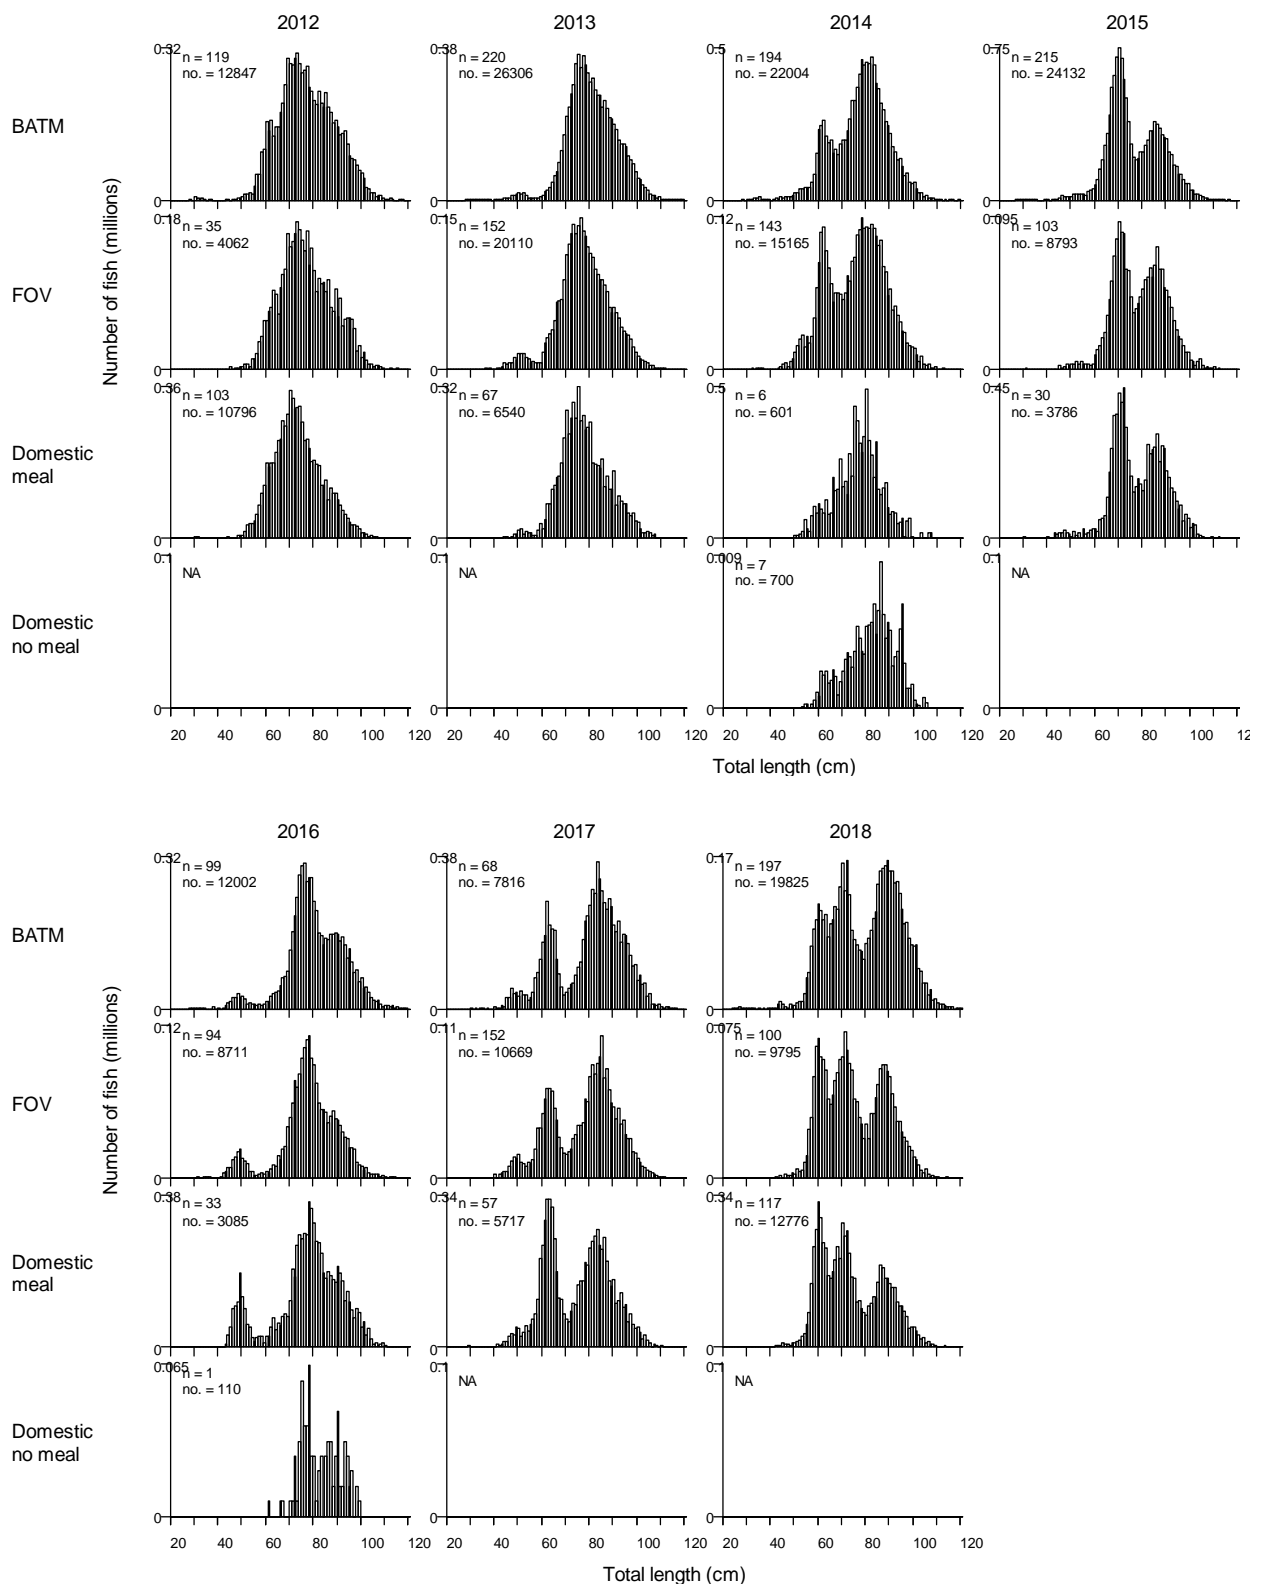 2012 2013 2014 2015
BATM
0.32 n = 119 0.38 n = 220 0.5 n = 194 0.75 n = 215
no. = 12847 no. = 26306 no. = 22004 no. = 24132
0 0 0 0
FOV
0.18 n = 35 0.15 n = 152 0.12 n = 143 0.095 n = 103
no. = 4062 no. = 20110 no. = 15165 no. = 8793
0 0 0 0
Number of fish (millions)
Domestic
meal
0.36 n = 103 0.32 n = 67 0.5 n = 6 0.45 n = 30
no. = 10796 no. = 6540 no. = 601 no. = 3786
0 0 0 0
Domestic
no meal
0.1 NA 0.1 NA 0.009 n = 7 0.1 NA
no. = 700
0 0 0 0
20 40 60 80 100 120 20 40 60 80 100 120 20 40 60 80 100 120 20 40 60 80 100 12
Total length (cm)
2016 2017 2018
BATM
0.32 n = 99 0.38 n = 68 0.17 n = 197
no. = 12002 no. = 7816 no. = 19825
0 0 0
FOV
0.12 n = 94 0.11 n = 152 0.075 n = 100
no. = 8711 no. = 10669 no. = 9795
0 0 0
Number of fish (millions)
Domestic
meal
0.38 n = 33 0.34 n = 57 0.34 n = 117
no. = 3085 no. = 5717 no. = 12776
0 0 0
Domestic
no meal
0.065 n = 1 0.1 NA 0.1 NA
no. = 110
0 0 0
20 40 60 80 100 120 20 40 60 80 100 120 20 40 60 80 100 120
Total length (cm)